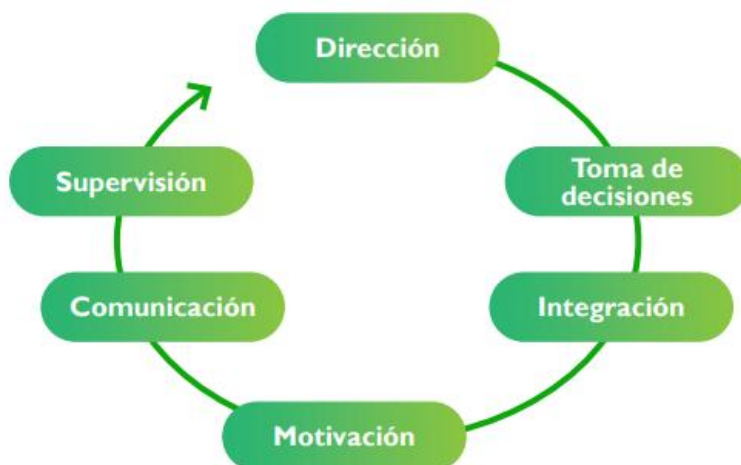 Dirección
Toma de
decisiones
Integración
Motivación
Comunicación
Supervisión